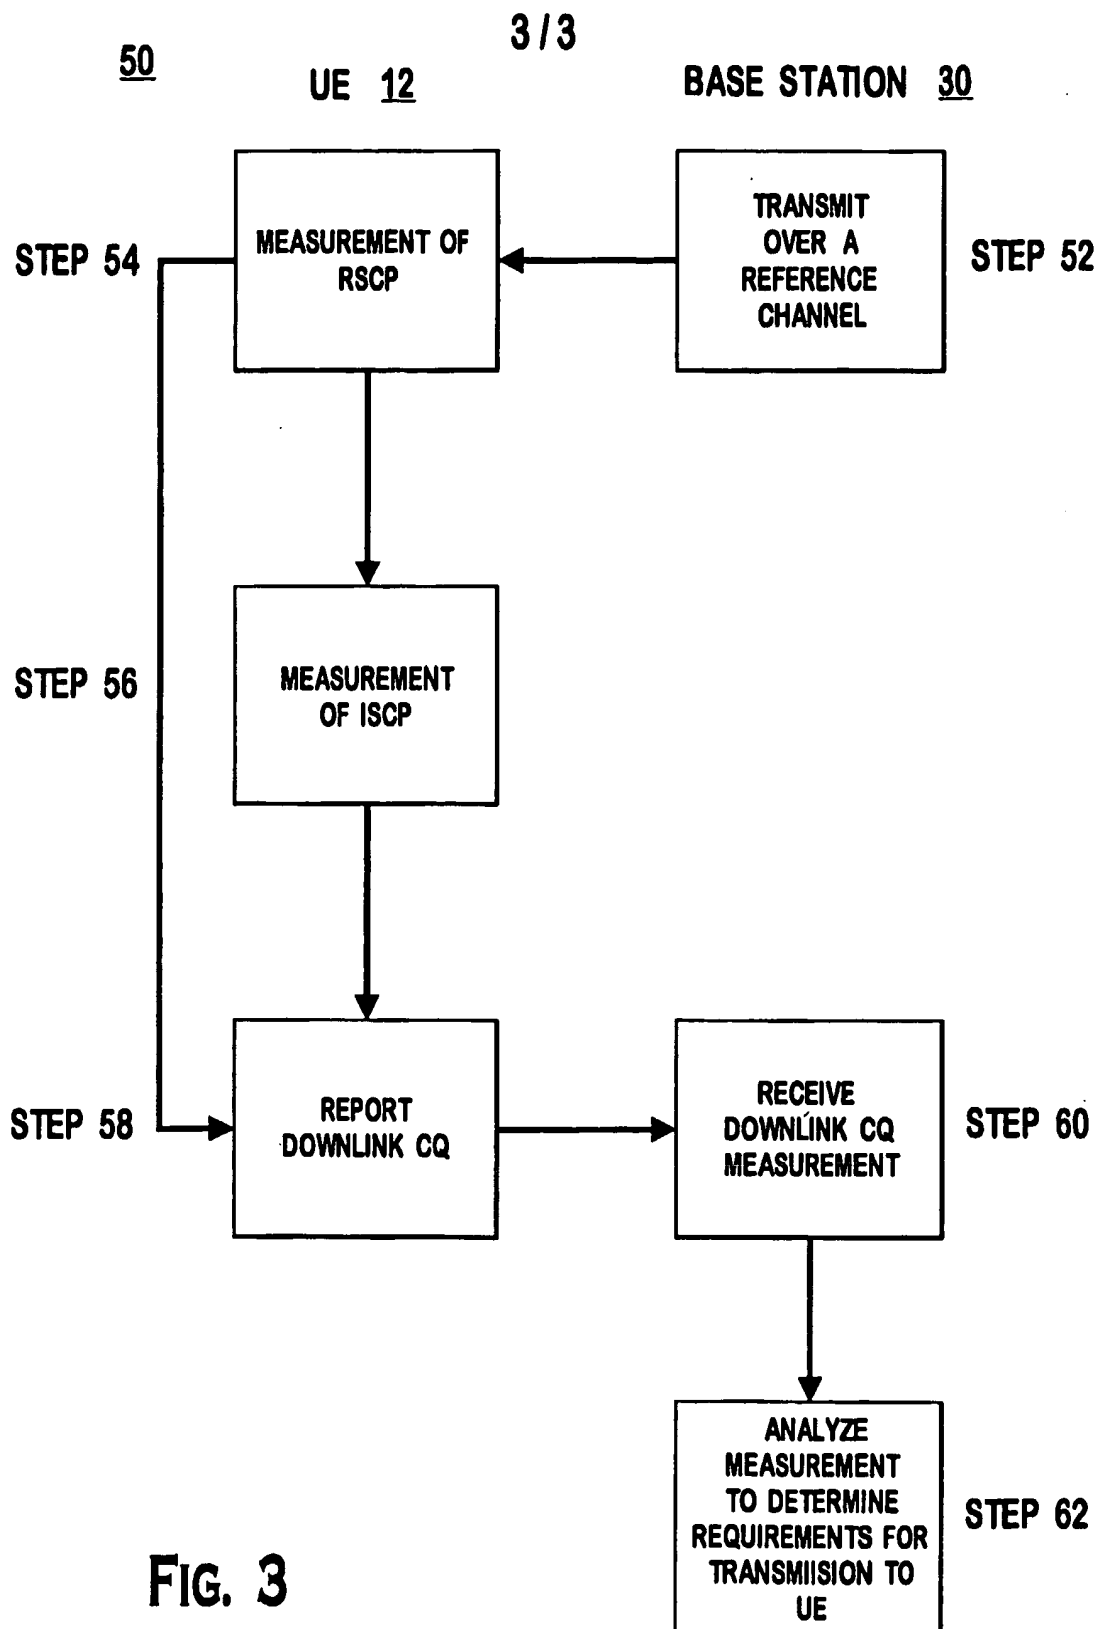 3/3
50
UE 12
BASE STATION 30
STEP 54
MEASUREMENT OF
RSCP
TRANSMIT
OVER A
REFERENCE
CHANNEL
STEP 52
STEP 56
MEASUREMENT
OF ISCP
STEP 58
REPORT
DOWNLINK CQ
RECEIVE
DOWNLINK CQ
MEASUREMENT
STEP 60
ANALYZE
MEASUREMENT
TO DETERMINE
REQUIREMENTS FOR
TRANSMIISION TO
UE
STEP 62
FIG. 3